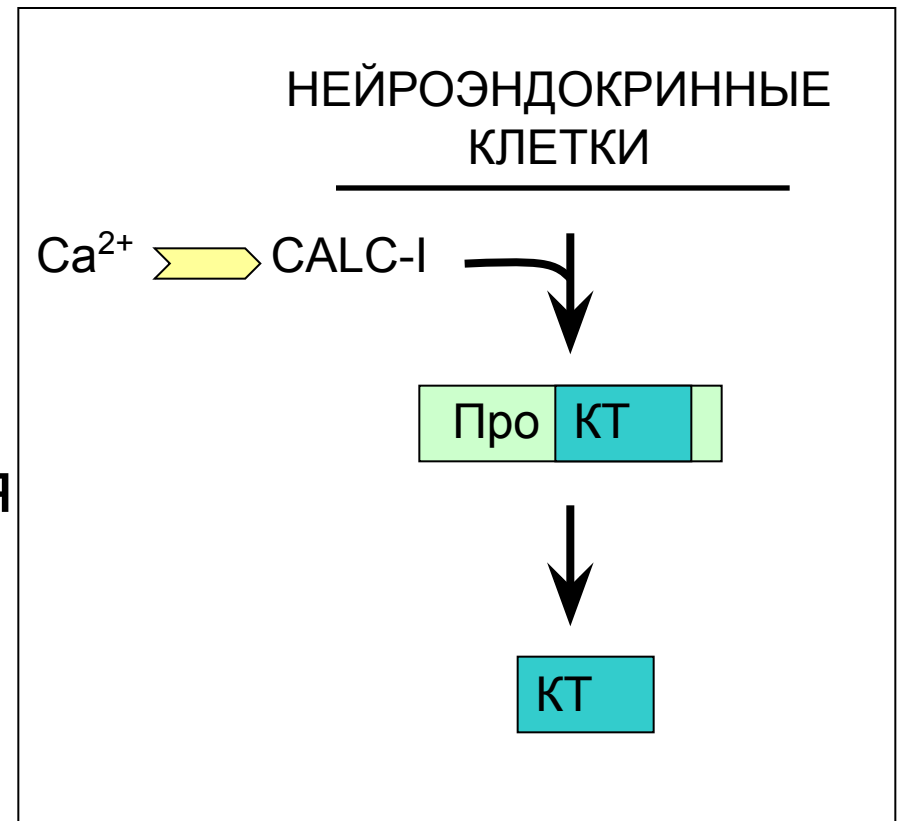 НЕЙРОЭНДОКРИННЫЕ
КЛЕТКИ
Ca²⁺ CALC-I
Про КТ
я
КТ